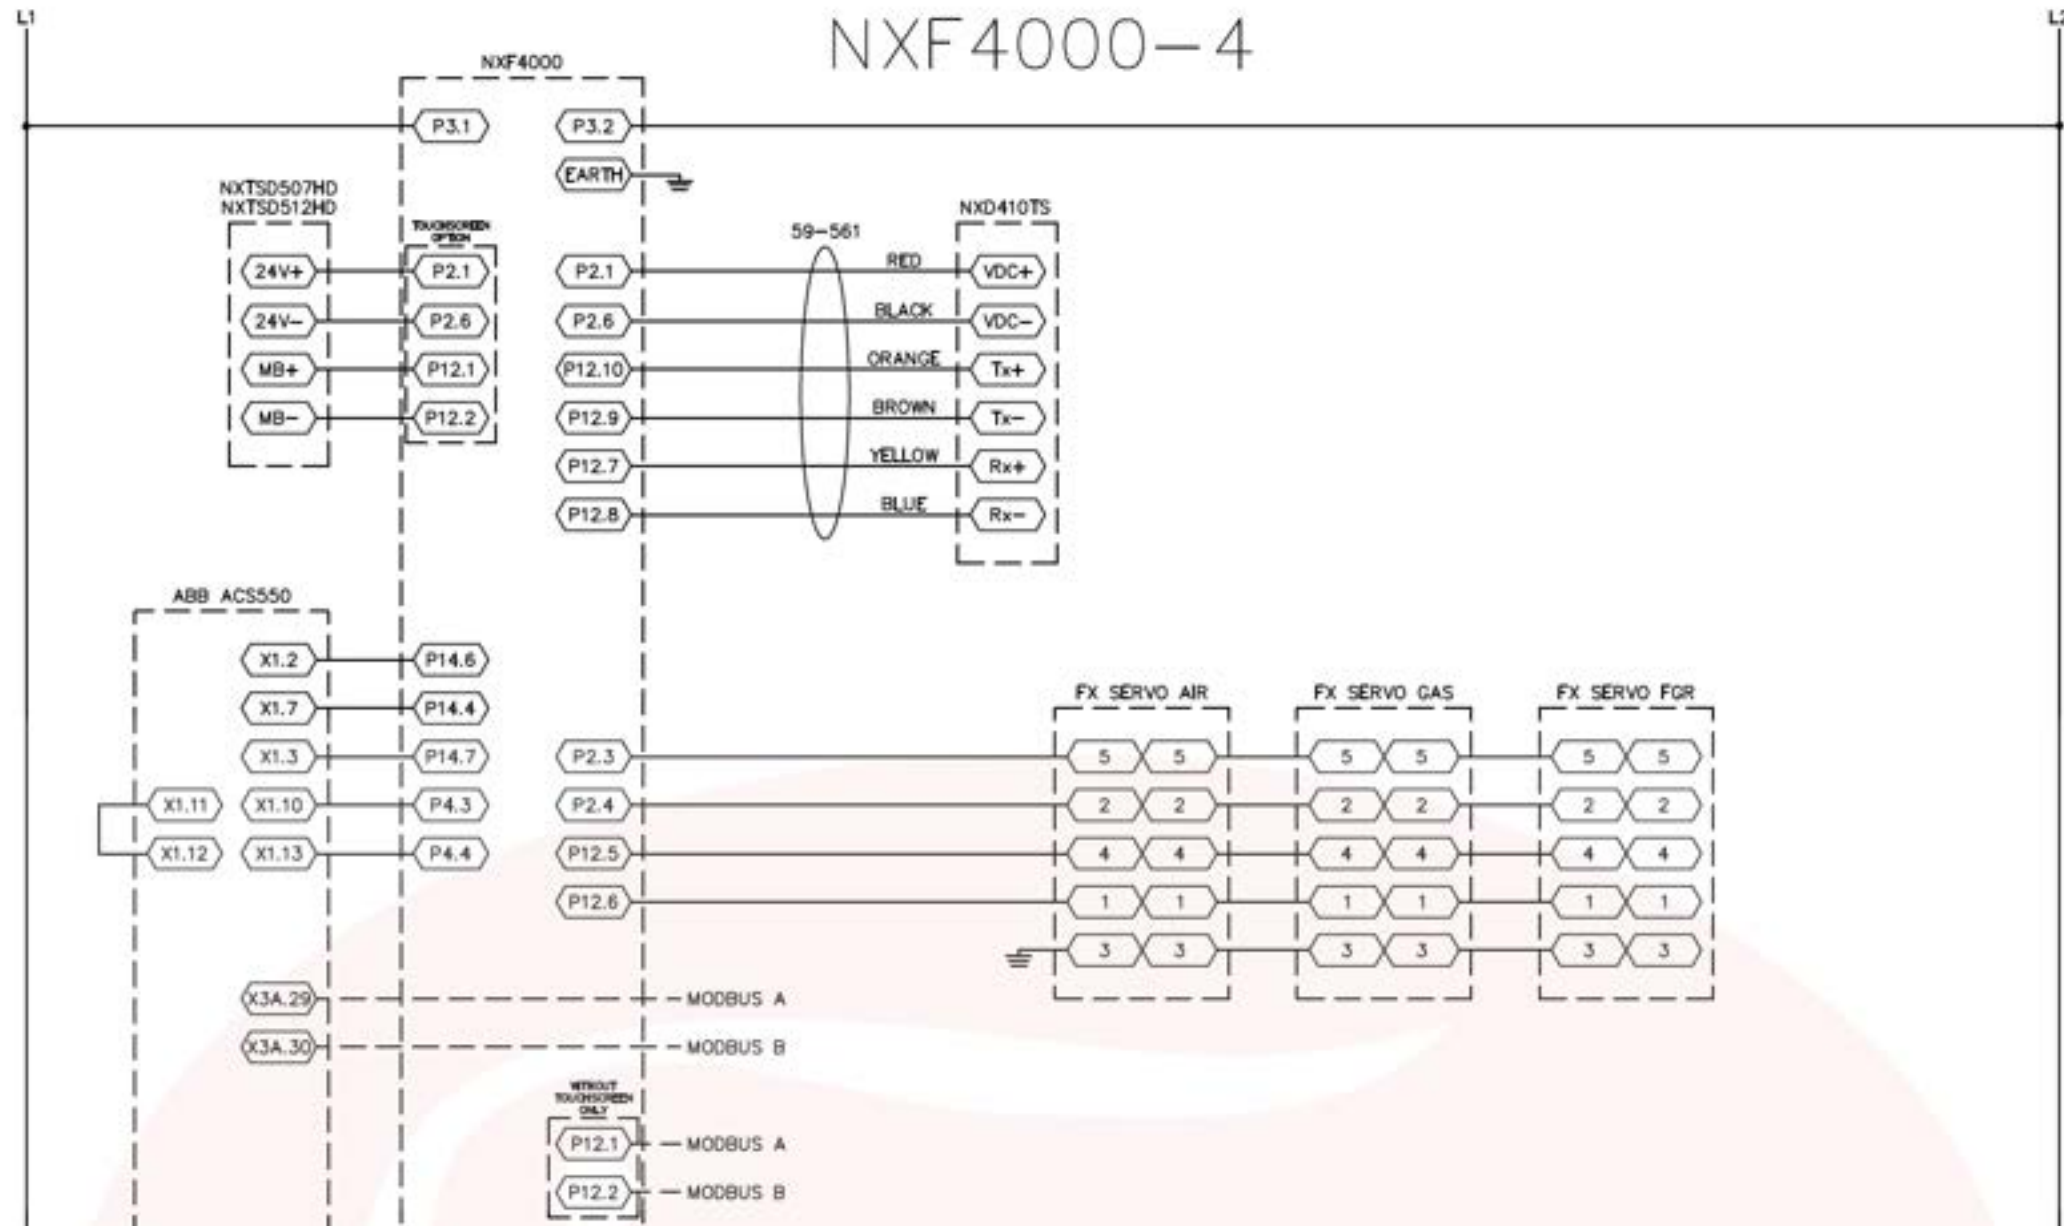 L1
NXF4000-4
L2
NXF4000
P3.1
P3.2
EARTH
NXTSD507HD
NXTSD512HD
TOUCHSCREEN
OPTION
24V+
P2.1
24V-
P2.6
MB+
P12.1
MB-
P12.2
59-561
NXD410TS
P2.1
RED
VDC+
P2.6
BLACK
VDC-
P12.10
ORANGE
Tx+
P12.9
BROWN
Tx-
P12.7
YELLOW
Rx+
P12.8
BLUE
Rx-
ABB ACS550
X1.2
P14.6
X1.7
P14.4
X1.3
P14.7
X1.11
X1.10
P4.3
X1.12
X1.13
P4.4
FX SERVO AIR
FX SERVO GAS
FX SERVO FGR
P2.3
5 5
5 5
5 5
P2.4
2 2
2 2
2 2
P12.5
4 4
4 4
4 4
P12.6
1 1
1 1
1 1
3 3
3 3
3 3
X3A.29
MODBUS A
X3A.30
MODBUS B
WITHOUT
TOUCHSCREEN
ONLY
P12.1
MODBUS A
P12.2
MODBUS B